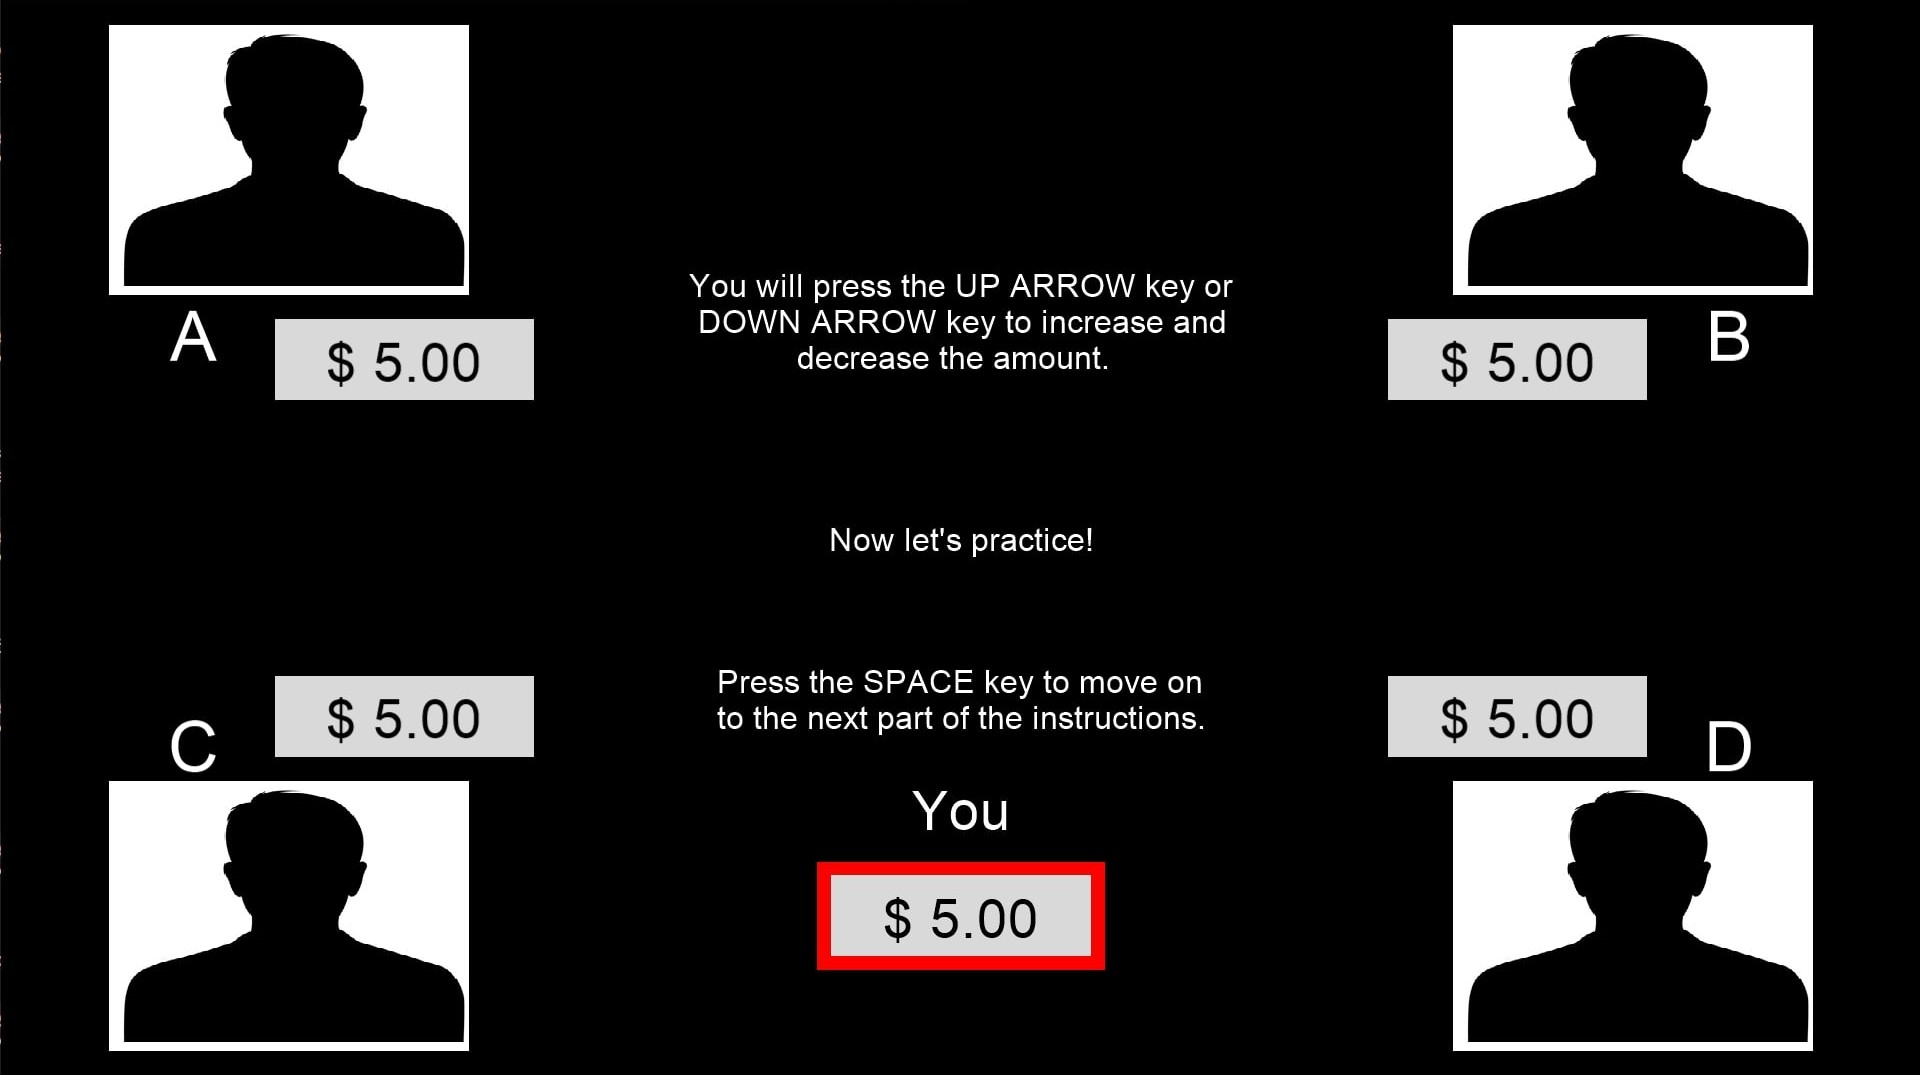 You will press the UP ARROW key or
DOWN ARROW key to increase and
decrease the amount.
A
$ 5.00
$ 5.00
B
Now let's practice!
C
$ 5.00
Press the SPACE key to move on
to the next part of the instructions.
$ 5.00
D
You
$ 5.00